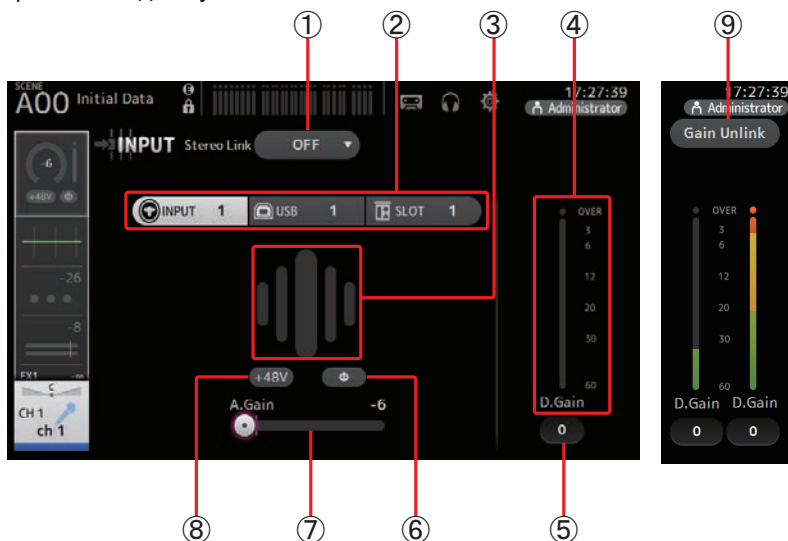 ① ② ③ ④ ⑨
SCENE
A00 Initial Data
17:27:39
Administrator
17:27:39
Administrator
INPUT Stereo Link OFF
Gain Unlink
-6
+48V Φ
INPUT 1 USB 1 SLOT 1
OVER
3
6
12
20
30
60
OVER
3
6
12
20
30
60
-26
-8
FX1 -∞
C
CH 1
ch 1
+48V Φ
A.Gain -6
D.Gain
0
D.Gain D.Gain
0 0
⑧ ⑦ ⑥ ⑤